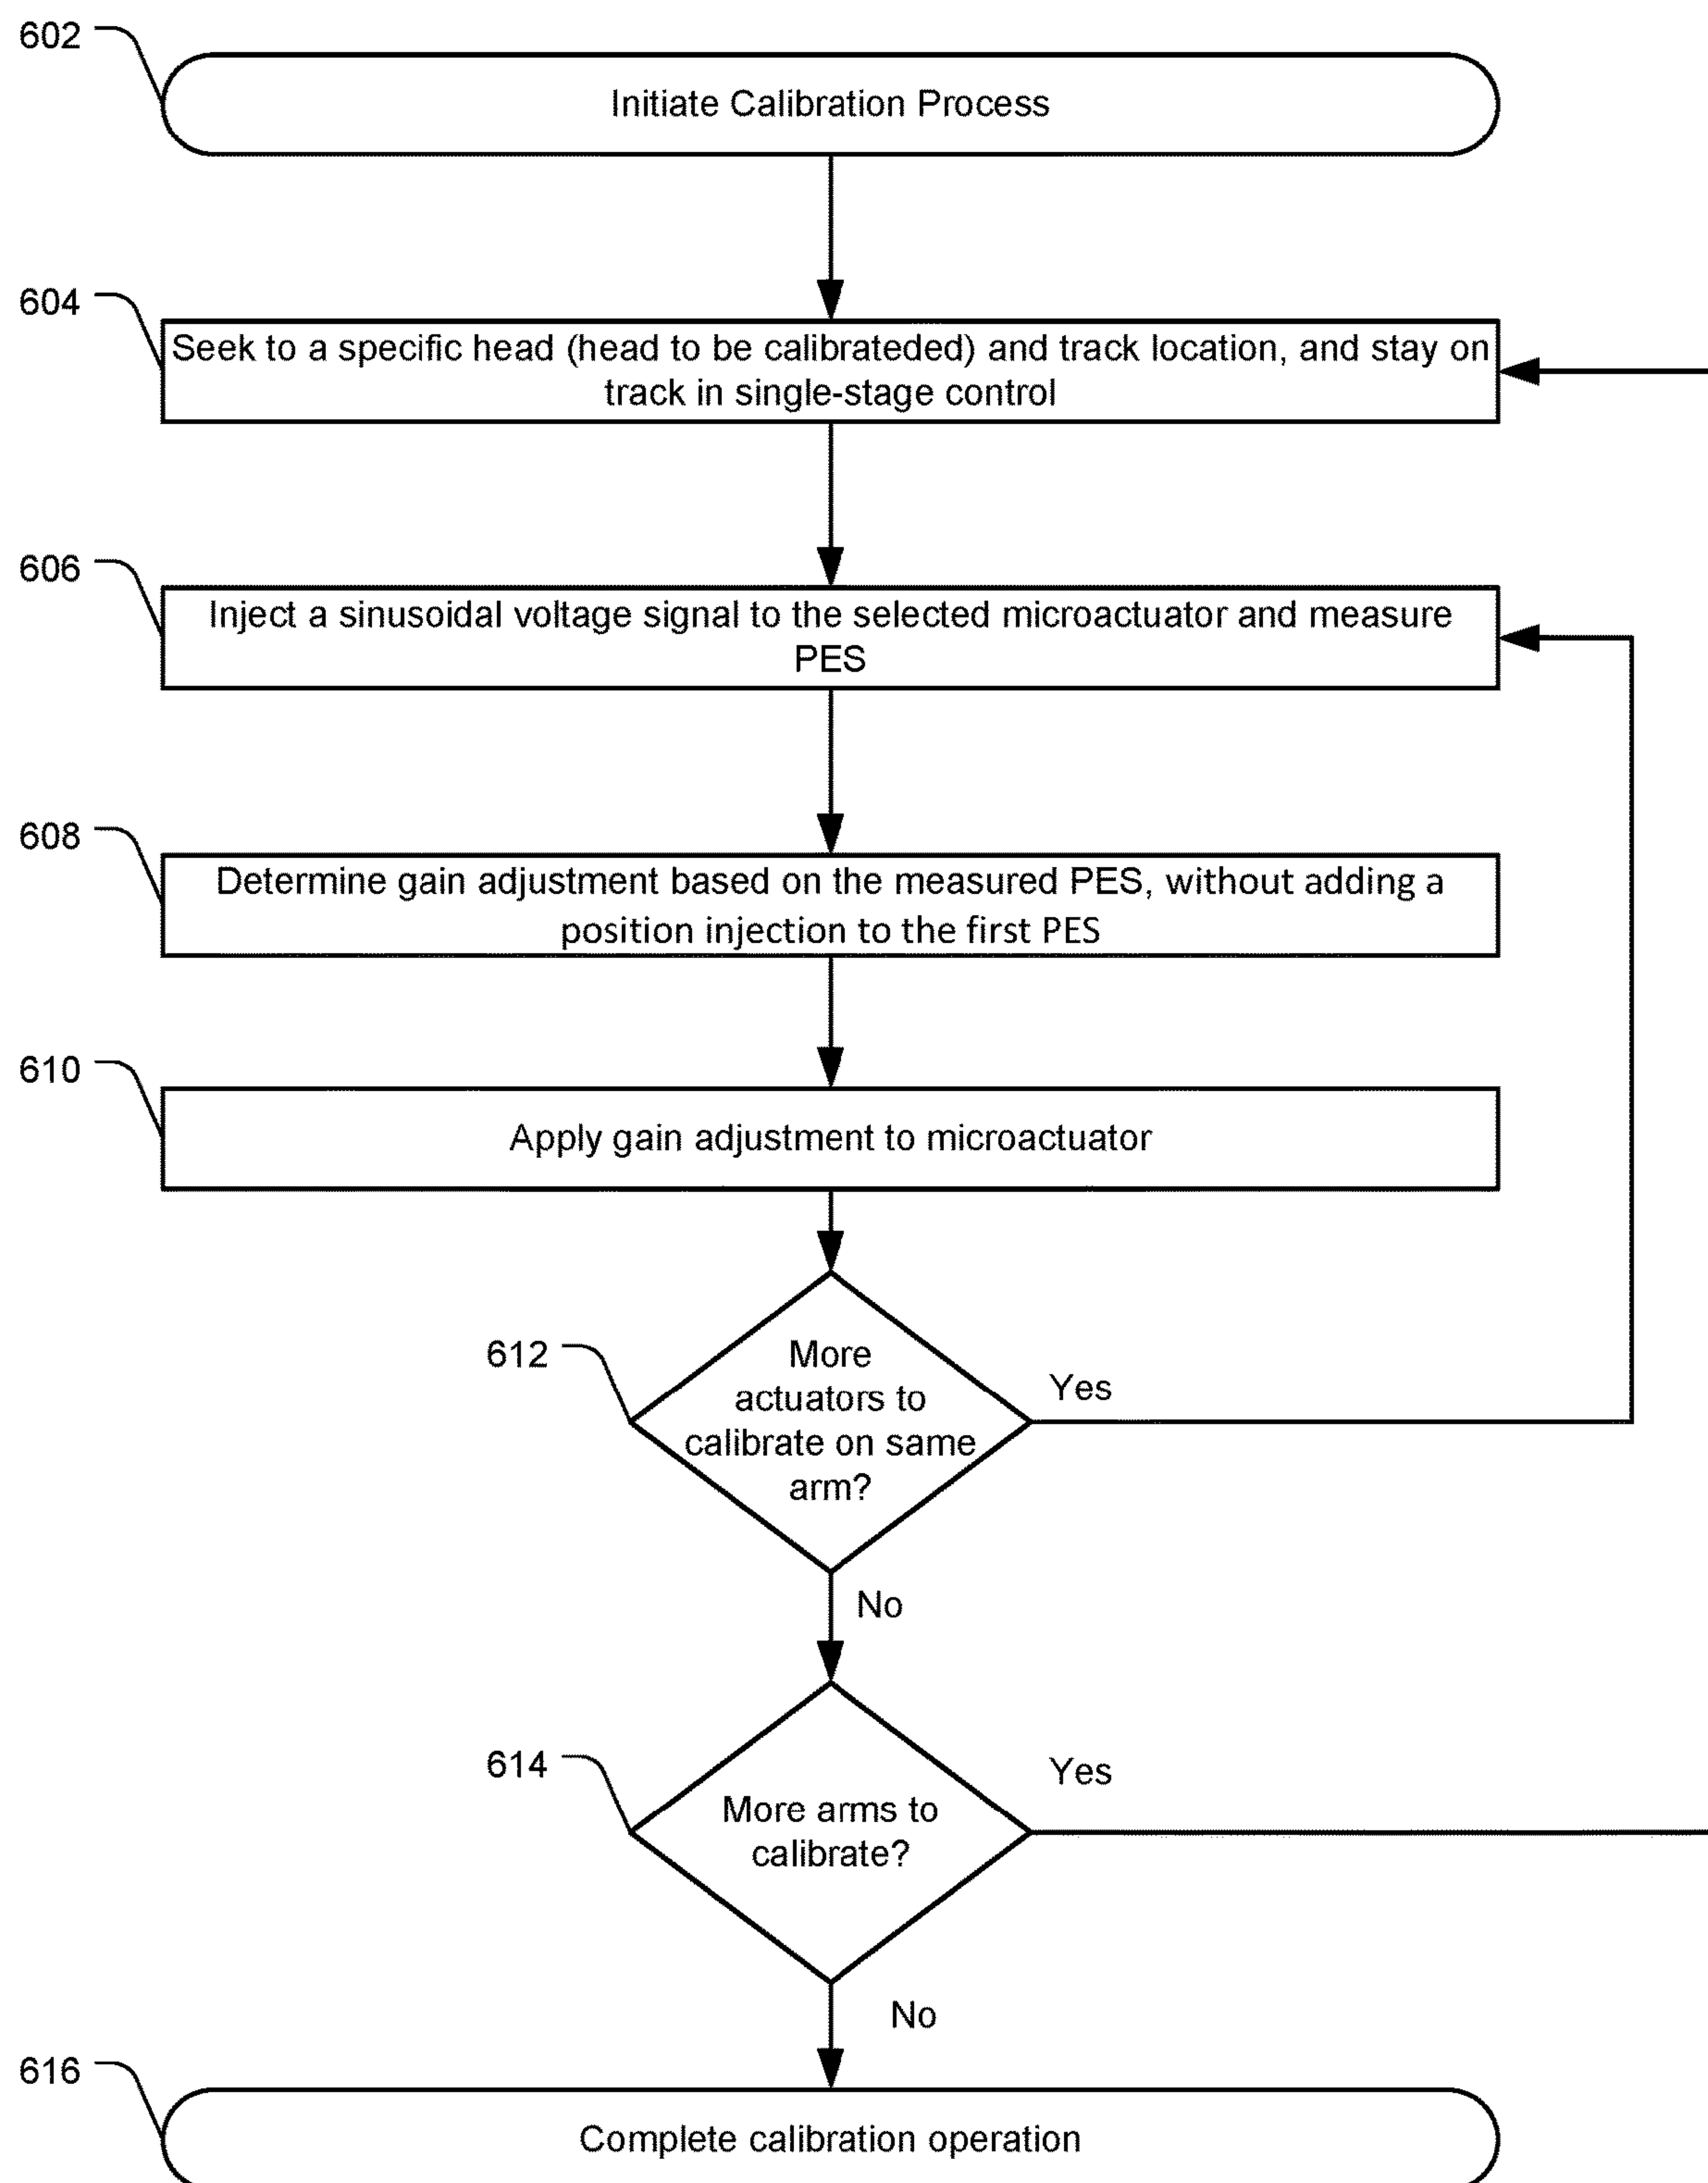 602
Initiate Calibration Process
604
Seek to a specific head (head to be calibrateded) and track location, and stay on
track in single-stage control
606
Inject a sinusoidal voltage signal to the selected microactuator and measure
PES
608
Determine gain adjustment based on the measured PES, without adding a
position injection to the first PES
610
Apply gain adjustment to microactuator
612
More
actuators to
calibrate on same
arm?
Yes
No
614
More arms to
calibrate?
Yes
No
616
Complete calibration operation